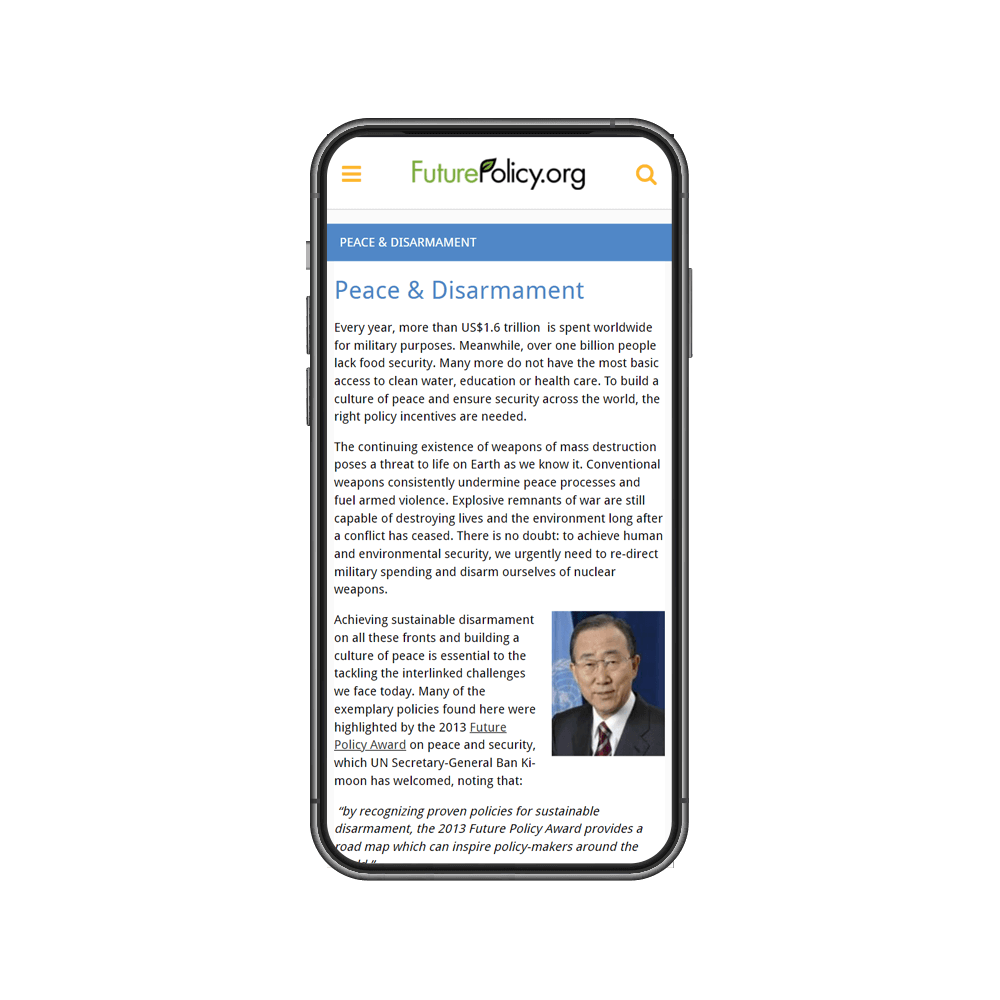 FuturePolicy.org
PEACE & DISARMAMENT
Peace & Disarmament
Every year, more than US$1.6 trillion  is spent worldwide
for military purposes. Meanwhile, over one billion people
lack food security. Many more do not have the most basic
access to clean water, education or health care. To build a
culture of peace and ensure security across the world, the
right policy incentives are needed.
The continuing existence of weapons of mass destruction
poses a threat to life on Earth as we know it. Conventional
weapons consistently undermine peace processes and
fuel armed violence. Explosive remnants of war are still
capable of destroying lives and the environment long after
a conflict has ceased. There is no doubt: to achieve human
and environmental security, we urgently need to re-direct
military spending and disarm ourselves of nuclear
weapons.
Achieving sustainable disarmament
on all these fronts and building a
culture of peace is essential to the
tackling the interlinked challenges
we face today. Many of the
exemplary policies found here were
highlighted by the 2013 Future
Policy Award on peace and security,
which UN Secretary-General Ban Ki-
moon has welcomed, noting that:
“by recognizing proven policies for sustainable
disarmament, the 2013 Future Policy Award provides a
road map which can inspire policy-makers around the